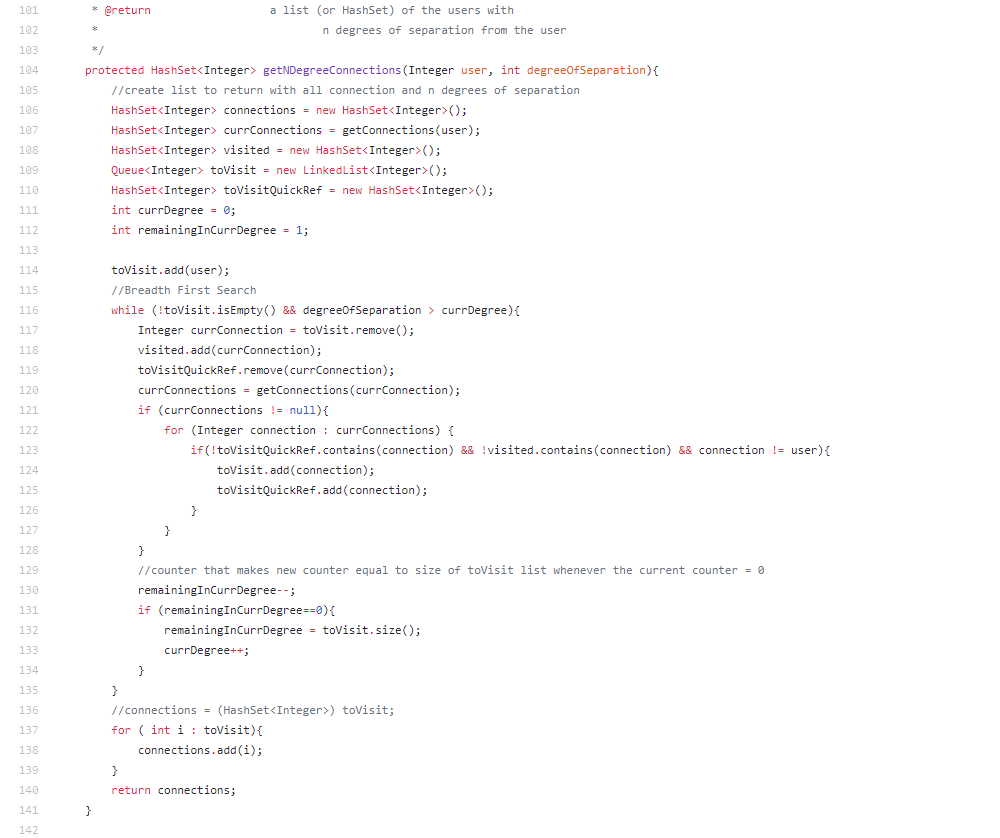 101 * @return a list (or HashSet) of the users with
102 * n degrees of separation from the user
103 */
104 protected HashSet<Integer> getNDegreeConnections(Integer user, int degreeOfSeparation){
105 //create list to return with all connection and n degrees of separation
106 HashSet<Integer> connections = new HashSet<Integer>();
107 HashSet<Integer> currConnections = getConnections(user);
108 HashSet<Integer> visited = new HashSet<Integer>();
109 Queue<Integer> toVisit = new LinkedList<Integer>();
110 HashSet<Integer> toVisitQuickRef = new HashSet<Integer>();
111 int currDegree = 0;
112 int remainingInCurrDegree = 1;
113
114 toVisit.add(user);
115 //Breadth First Search
116 while (!toVisit.isEmpty() && degreeOfSeparation > currDegree){
117 Integer currConnection = toVisit.remove();
118 visited.add(currConnection);
119 toVisitQuickRef.remove(currConnection);
120 currConnections = getConnections(currConnection);
121 if (currConnections != null){
122 for (Integer connection : currConnections) {
123 if(!toVisitQuickRef.contains(connection) && !visited.contains(connection) && connection != user){
124 toVisit.add(connection);
125 toVisitQuickRef.add(connection);
126 }
127 }
128 }
129 //counter that makes new counter equal to size of toVisit list whenever the current counter = 0
130 remainingInCurrDegree--;
131 if (remainingInCurrDegree==0){
132 remainingInCurrDegree = toVisit.size();
133 currDegree++;
134 }
135 }
136 //connections = (HashSet<Integer>) toVisit;
137 for ( int i : toVisit){
138 connections.add(i);
139 }
140 return connections;
141 }
142